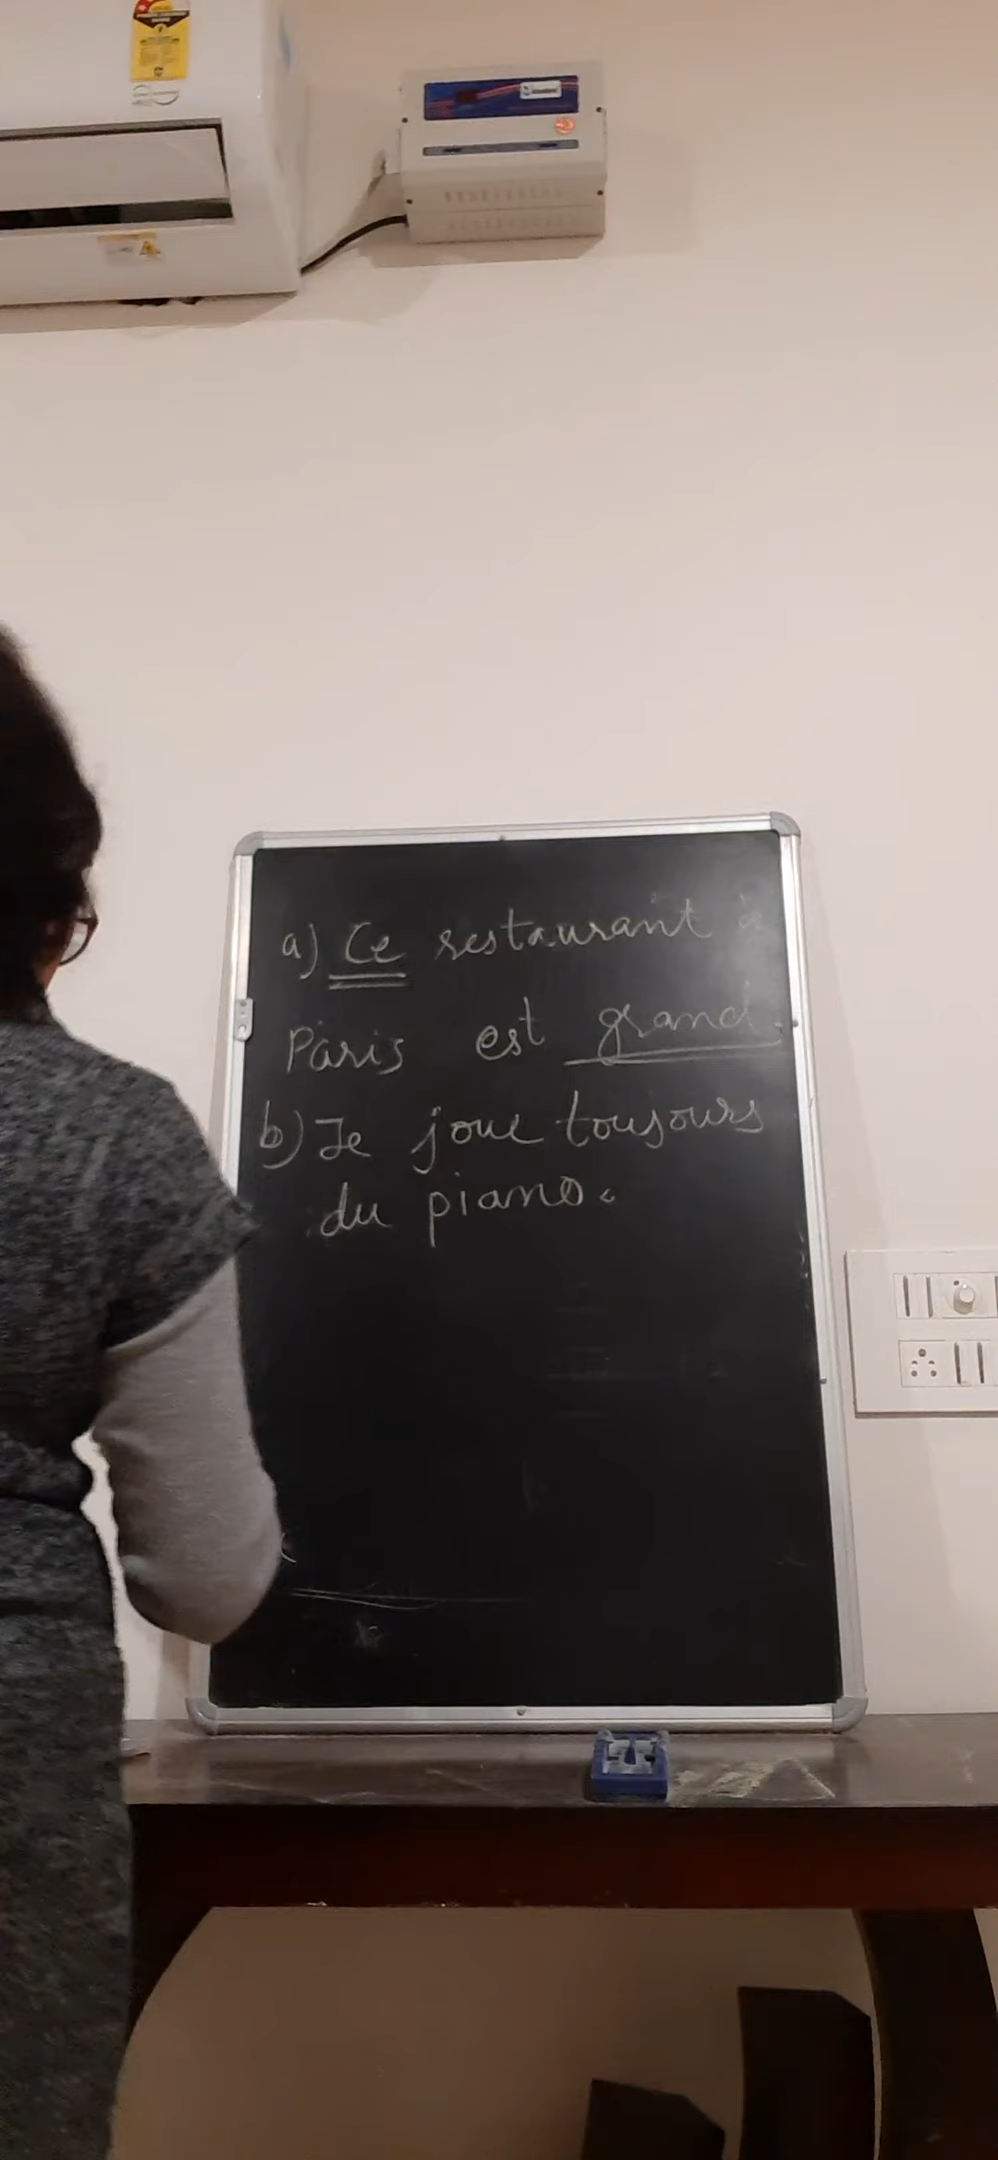 a) Ce restaurant à
Paris est grand.
b) Je joue toujours
du piano.